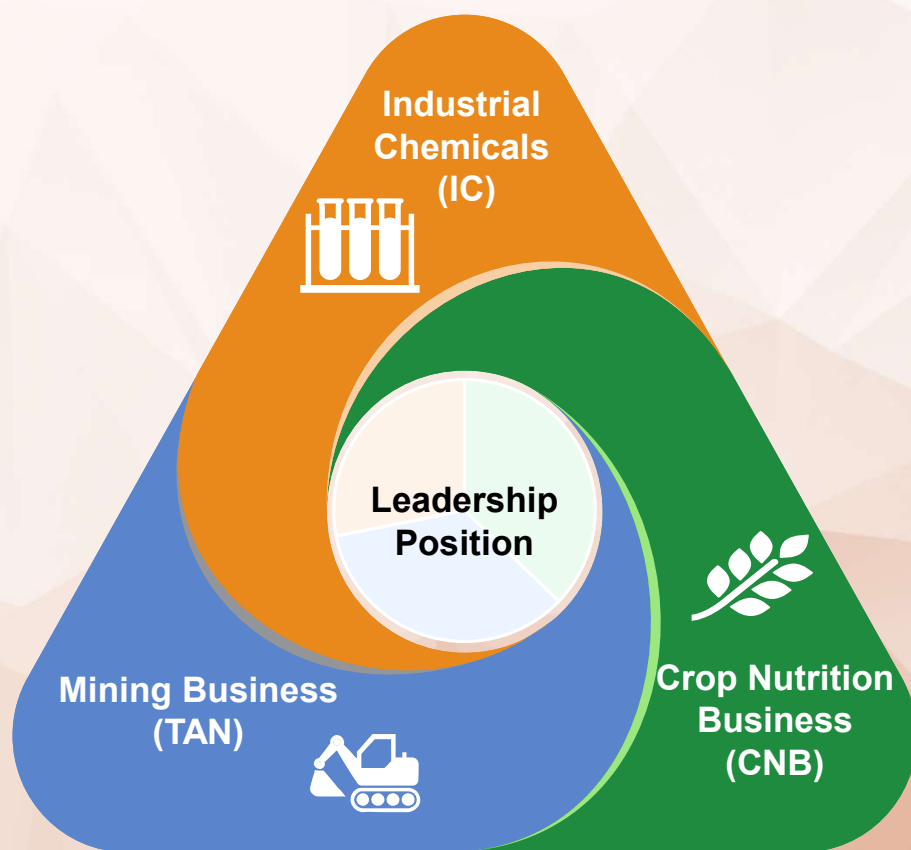 Industrial
Chemicals
(IC)
Leadership
Position
Mining Business
(TAN)
Crop Nutrition
Business
(CNB)